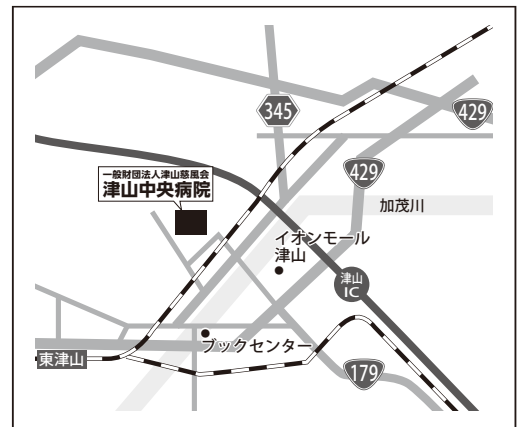 345
429
一般財団法人津山慈風会
津山中央病院
429
加茂川
イオンモール
津山
津山
IC
ブックセンター
東津山
179